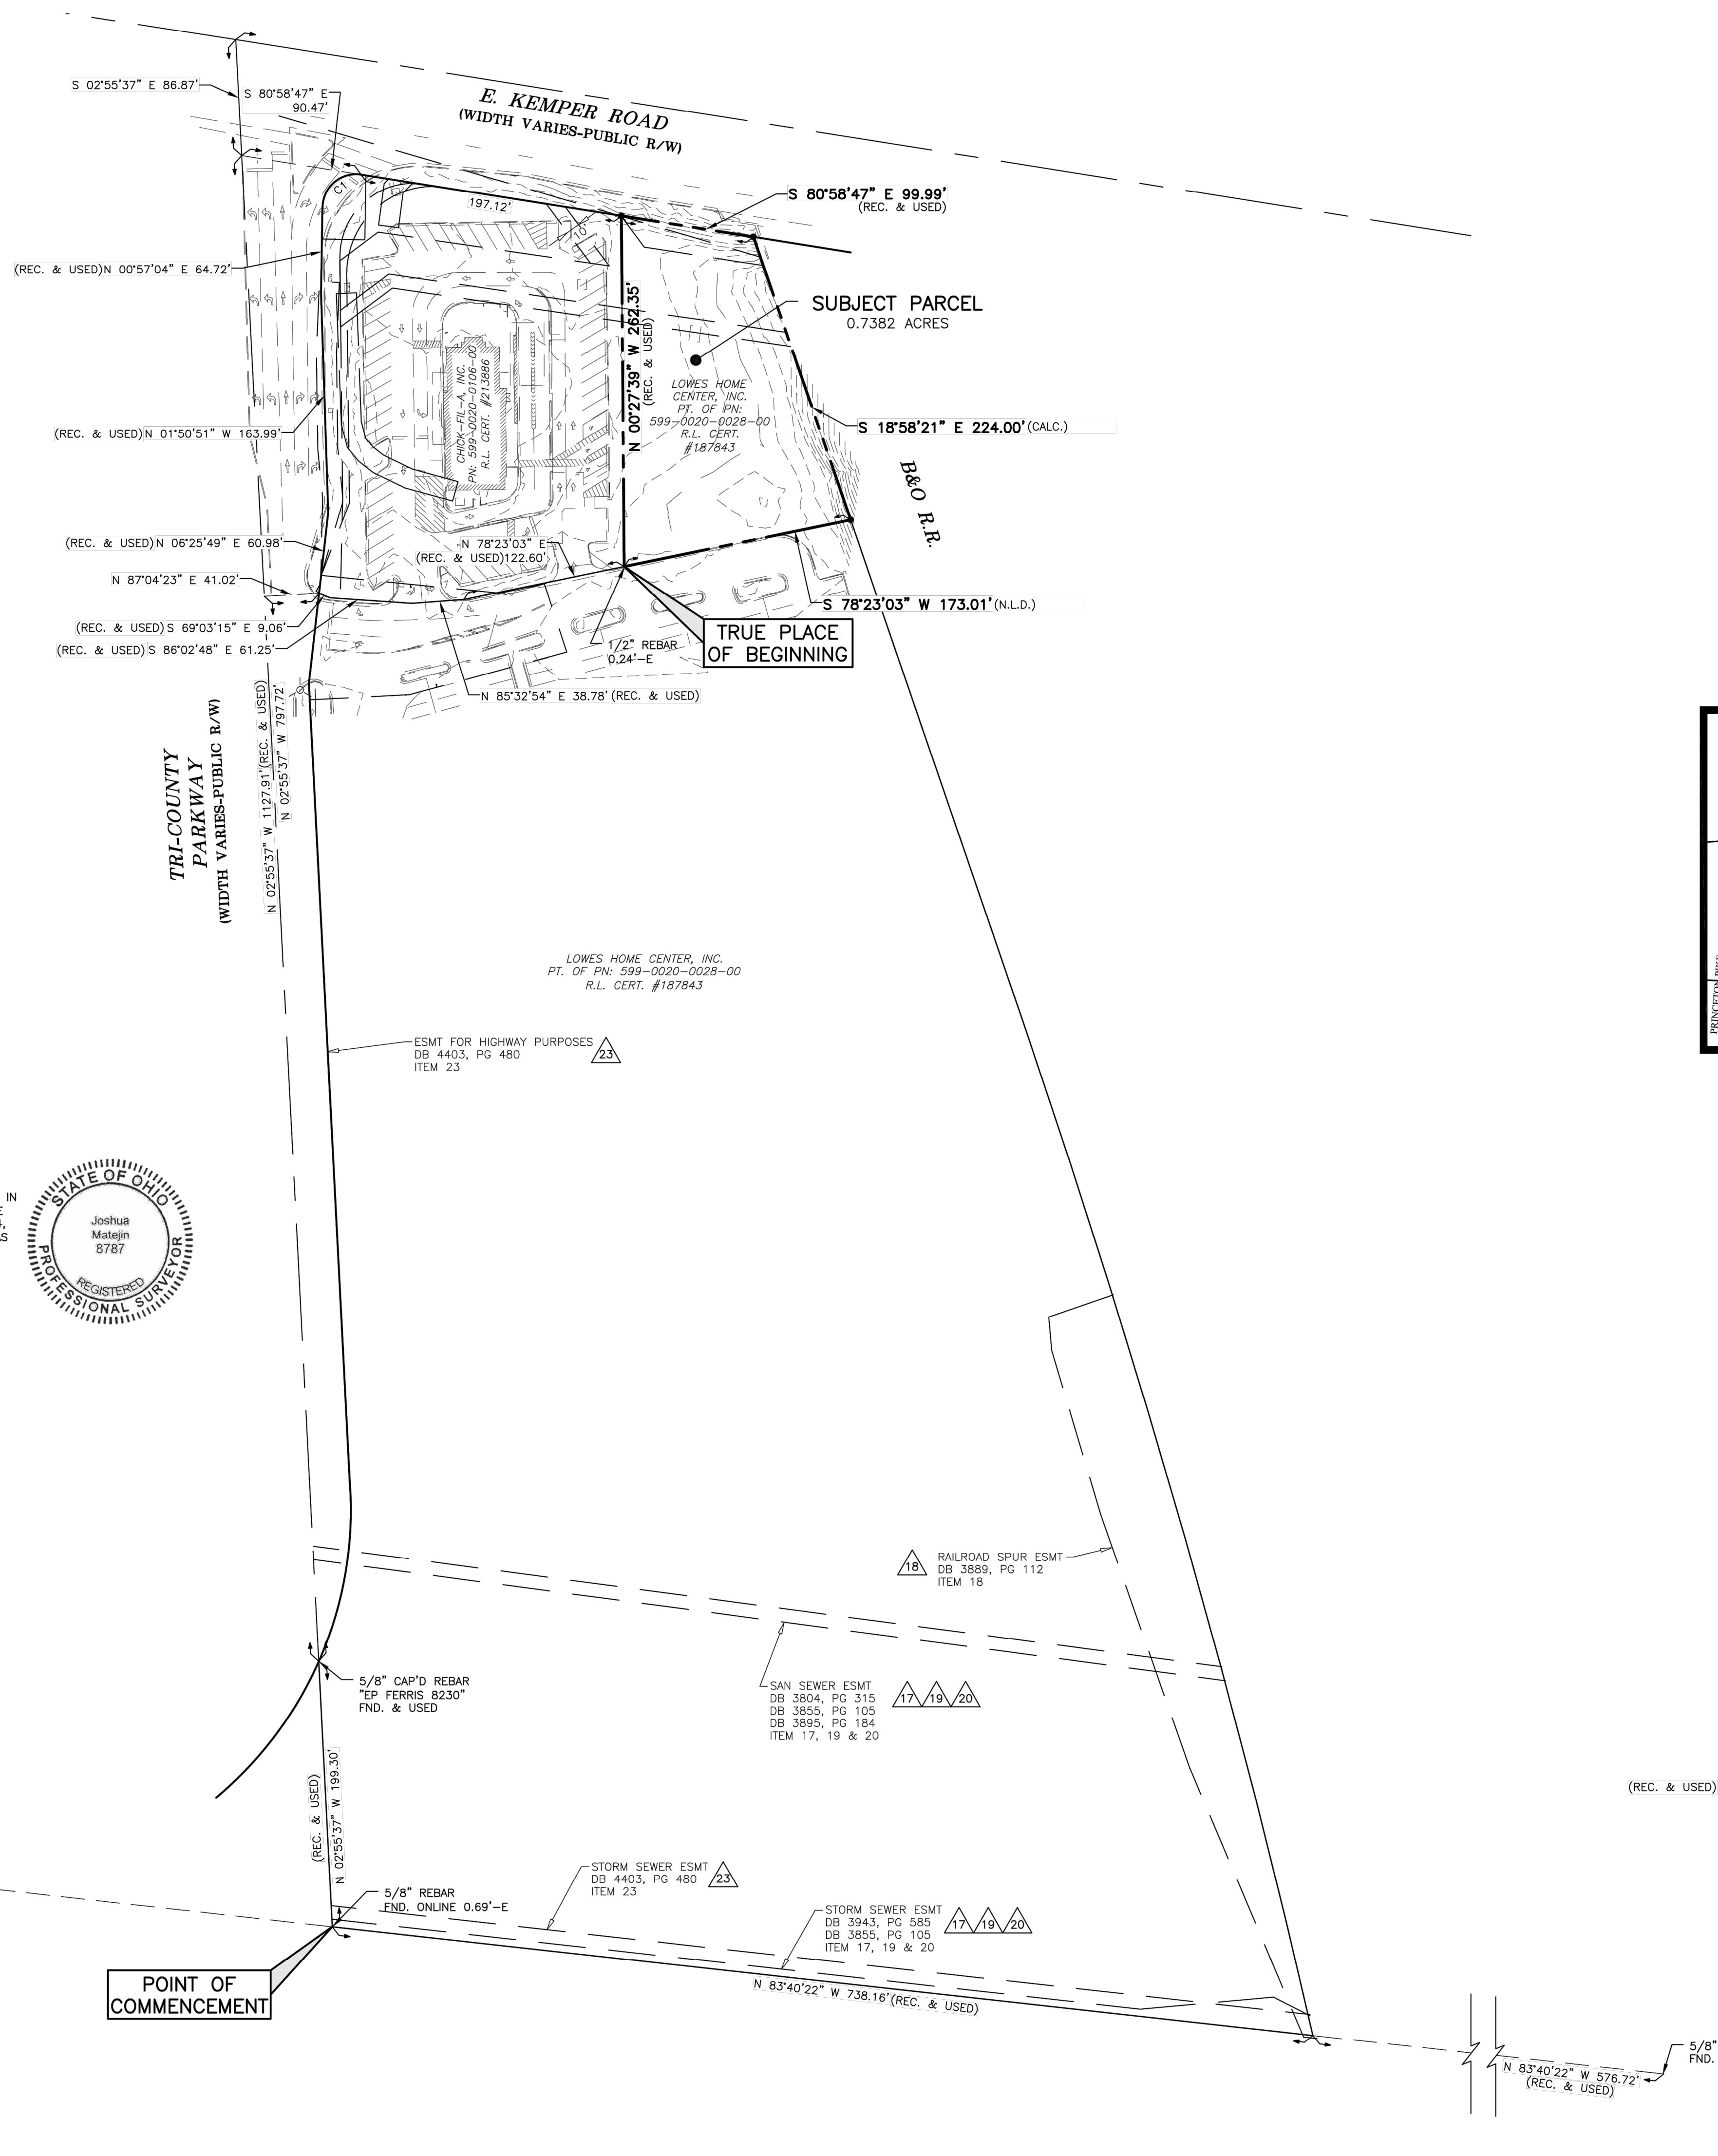 S 02°55'37" E 86.87'
S 80°58'47" E
90.47'
E. KEMPER ROAD
(WIDTH VARIES-PUBLIC R/W)
C1
197.12'
10'
S 80°58'47" E 99.99'
(REC. & USED)
(REC. & USED) N 00°57'04" E 64.72'
SUBJECT PARCEL
0.7382 ACRES
N 00°27'39" W 262.35'
(REC. & USED)
CHICK-FIL-A, INC.
PN: 599-0020-0106-00
R.L. CERT. #213886
LOWES HOME
CENTER, INC.
PT. OF PN:
599-0020-0028-00
R.L. CERT.
#187843
(REC. & USED) N 01°50'51" W 163.99'
S 18°58'21" E 224.00' (CALC.)
B&O R.R.
(REC. & USED) N 06°25'49" E 60.98'
N 78°23'03" E
(REC. & USED) 122.60'
N 87°04'23" E 41.02'
S 78°23'03" W 173.01' (N.L.D.)
(REC. & USED) S 69°03'15" E 9.06'
(REC. & USED) S 86°02'48" E 61.25'
1/2" REBAR
0.24'-E
TRUE PLACE
OF BEGINNING
N 85°32'54" E 38.78' (REC. & USED)
TRI-COUNTY
PARKWAY
(WIDTH VARIES-PUBLIC R/W)
N 02°55'37" W 1127.91' (REC. & USED)
N 02°55'37" W 797.72'
LOWES HOME CENTER, INC.
PT. OF PN: 599-0020-0028-00
R.L. CERT. #187843
PRINCETON PIKE
ESMT FOR HIGHWAY PURPOSES
DB 4403, PG 480
ITEM 23
23
IN
STATE OF OHIO
Joshua
Matejin
8787
REGISTERED
PROFESSIONAL SURVEYOR
18
RAILROAD SPUR ESMT
DB 3889, PG 112
ITEM 18
5/8" CAP'D REBAR
"EP FERRIS 8230"
FND. & USED
SAN SEWER ESMT
DB 3804, PG 315
DB 3855, PG 105
DB 3895, PG 184
ITEM 17, 19 & 20
17 19 20
(REC. & USED)
N 02°55'37" W 199.30'
(REC. & USED)
STORM SEWER ESMT
DB 4403, PG 480
ITEM 23
23
5/8" REBAR
FND. ONLINE 0.69'-E
STORM SEWER ESMT
DB 3943, PG 585
DB 3855, PG 105
ITEM 17, 19 & 20
17 19 20
POINT OF
COMMENCEMENT
N 83°40'22" W 738.16' (REC. & USED)
N 83°40'22" W 576.72'
(REC. & USED)
5/8"
FND.